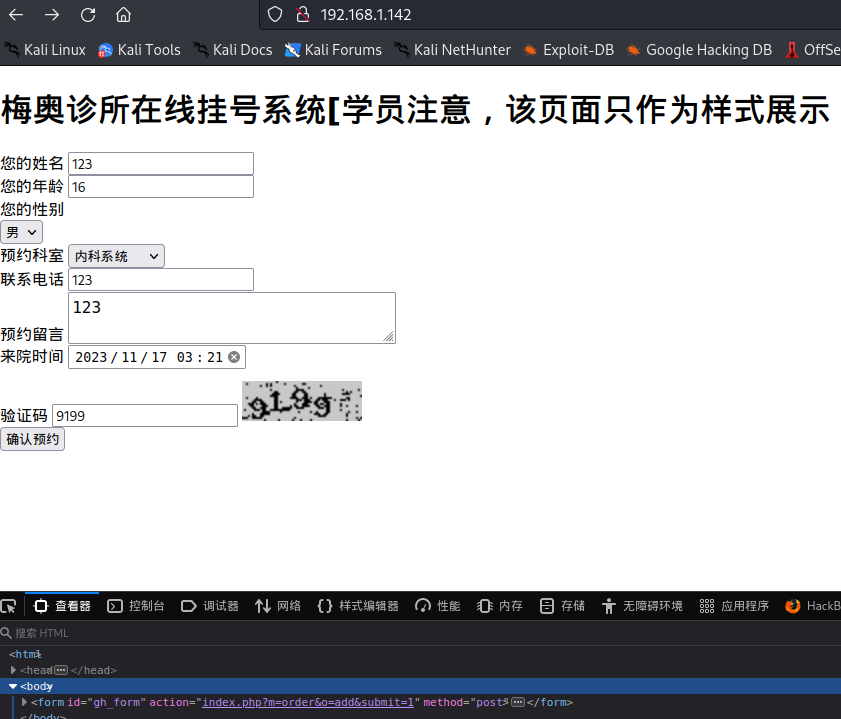 192.168.1.142
Kali Linux Kali Tools Kali Docs Kali Forums Kali NetHunter Exploit-DB Google Hacking DB OffSe
梅奥诊所在线挂号系统[学员注意，该页面只作为样式展示
您的姓名 123
您的年龄 16
您的性别
男
预约科室 内科系统
联系电话 123
123
预约留言
来院时间 2023/11/17 03:21
9199
验证码 9199
确认预约
查看器 控制台 调试器 网络 样式编辑器 性能 内存 存储 无障碍环境 应用程序 HackB
搜索 HTML
<html>
<head></head>
<body>
<form id="gh_form" action="index.php?m=order&o=add&submit=1" method="post"></form>
</body>